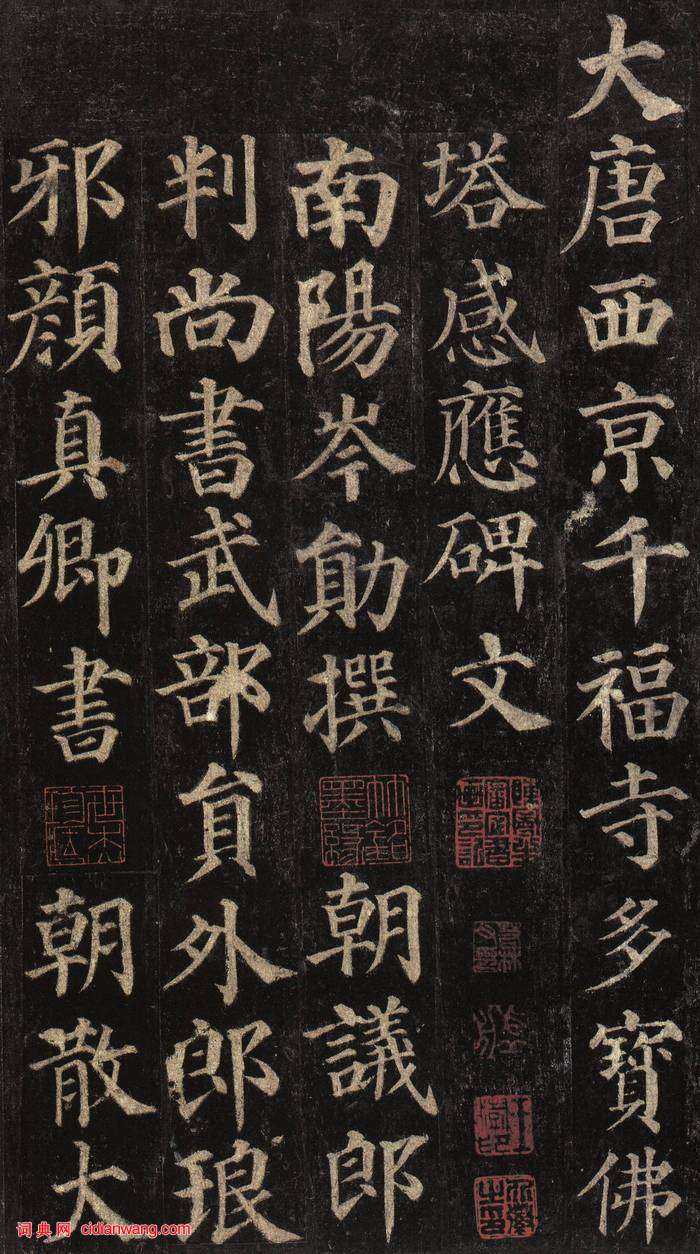 大唐西京千福寺多寶佛
塔感應碑文
南陽岑勛撰 朝議郎
判尚書武部員外郎琅
邪顏真卿書 朝散大
词典网 cidianwang.com